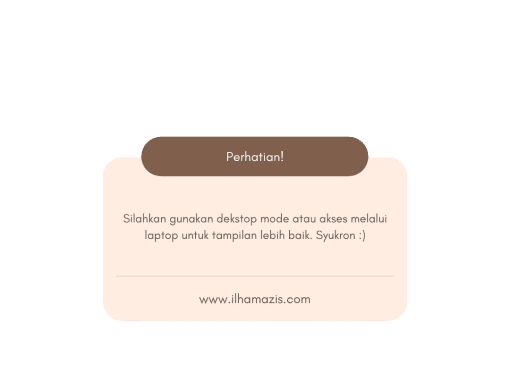 Perhatian!
Silahkan gunakan dekstop mode atau akses melalui
laptop untuk tampilan lebih baik. Syukron :)
www.ilhamazis.com